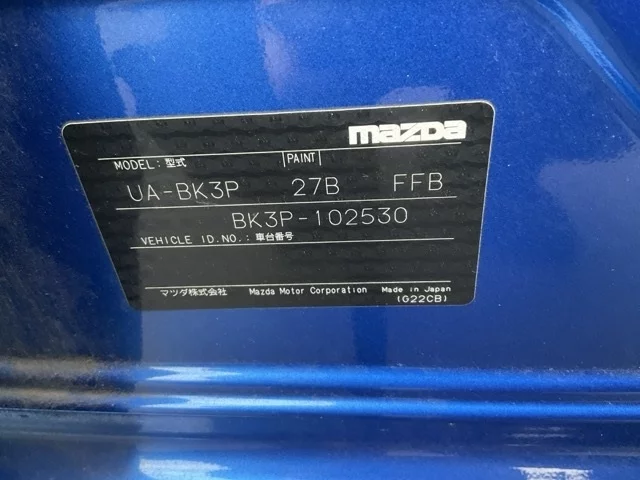 mazda
MODEL: 型式 |PAINT|
UA-BK3P 27B FFB
BK3P-102530
VEHICLE ID.NO.: 車台番号
マツダ株式会社 Mazda Motor Corporation Made in Japan
(G22CB)